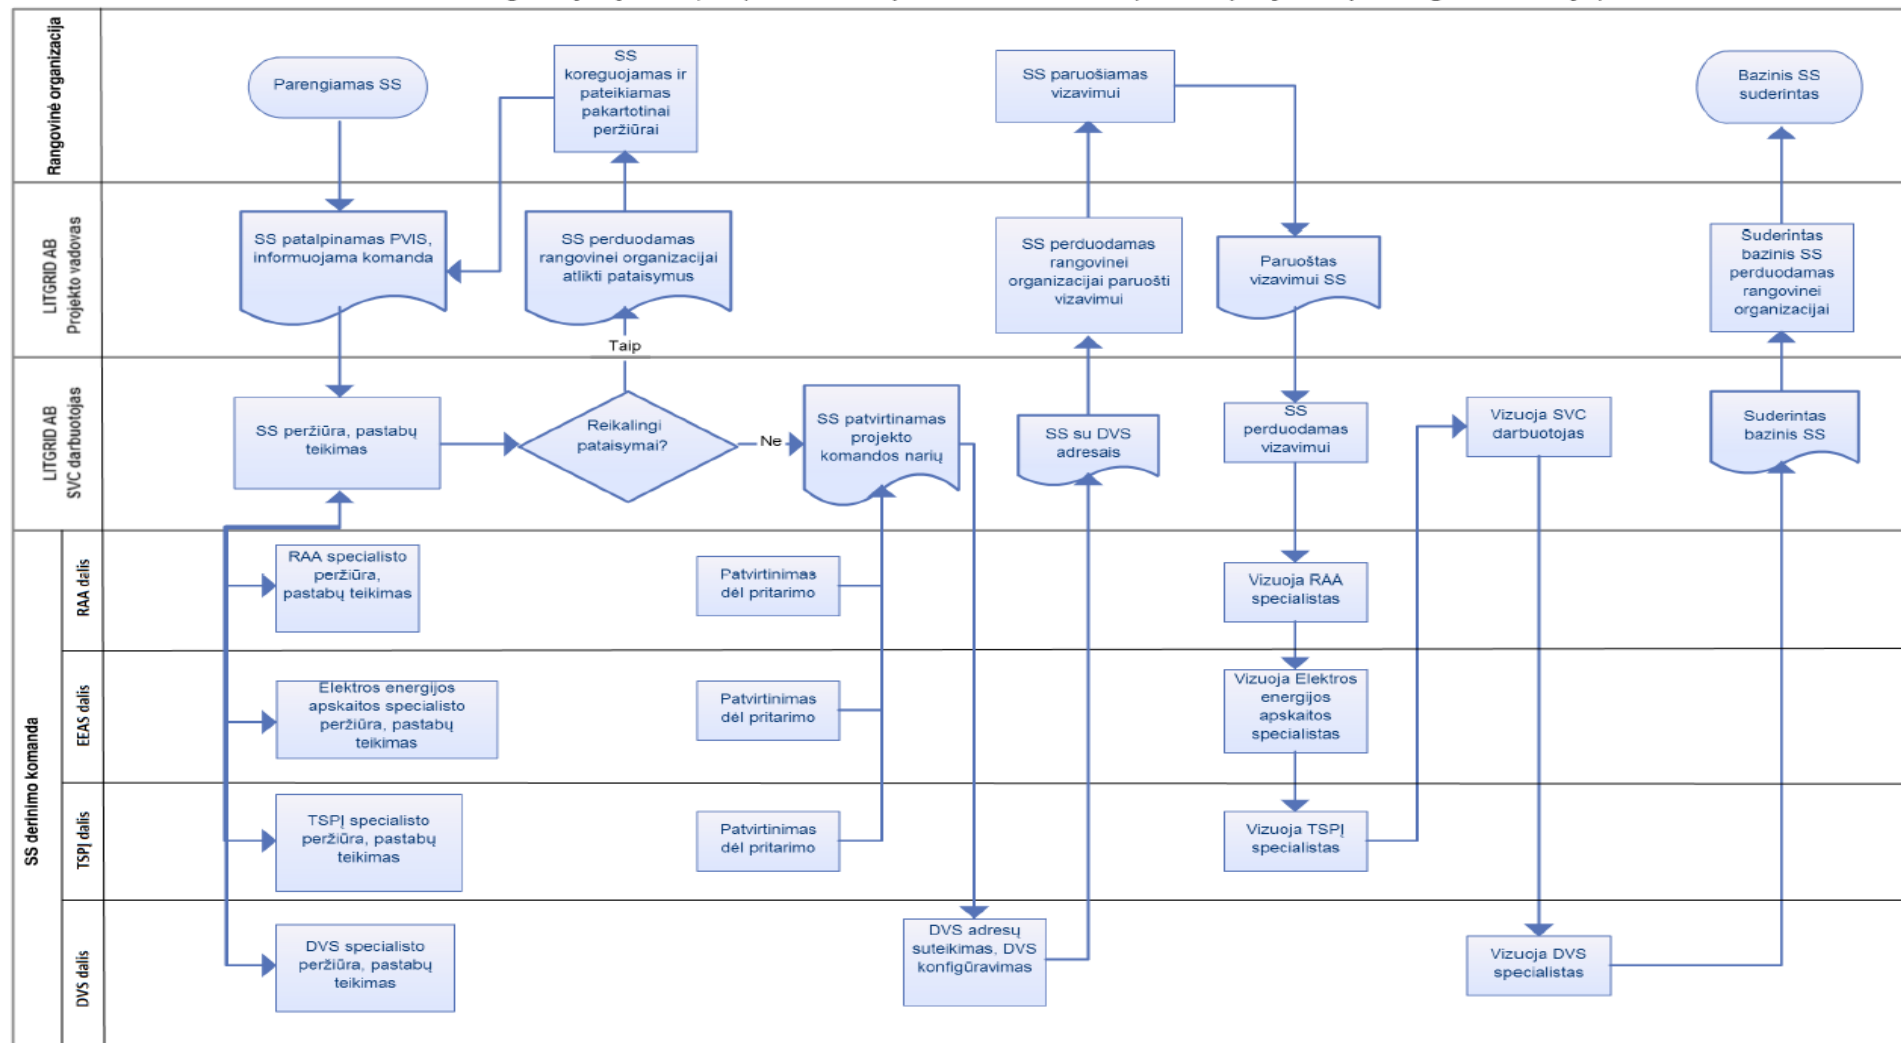 Rangovinė organizacija
Parengiamas SS
SS
koreguojamas ir
pateikiamas
pakartotinai
peržiūrai
SS paruošiamas
vizavimui
Bazinis SS
suderintas
LITGRID AB
Projekto vadovas
SS patalpinamas PVIS,
informuojama komanda
SS perduodamas
rangovinei organizacijai
atlikti pataisymus
SS perduodamas
rangovinei
organizacijai paruošti
vizavimui
Paruoštas
vizavimui SS
Suderintas
bazinis SS
perduodamas
rangovinei
organizacijai
Taip
LITGRID AB
SVC darbuotojas
SS peržiūra, pastabų
teikimas
Reikalingi
pataisymai?
Ne
SS patvirtinamas
projekto
komandos narių
SS su DVS
adresais
SS
perduodamas
vizavimui
Vizuoja SVC
darbuotojas
Suderintas
bazinis SS
SS derinimo komanda
RAA dalis
RAA specialisto
peržiūra,
pastabų teikimas
Patvirtinimas
dėl pritarimo
Vizuoja RAA
specialistas
EEAS dalis
Elektros energijos
apskaitos specialisto
peržiūra, pastabų
teikimas
Patvirtinimas
dėl pritarimo
Vizuoja Elektros
energijos
apskaitos
specialistas
TSPĮ dalis
TSPĮ specialisto
peržiūra, pastabų
teikimas
Patvirtinimas
dėl pritarimo
Vizuoja TSPĮ
specialistas
DVS dalis
DVS specialisto
peržiūra, pastabų
teikimas
DVS adresų
suteikimas, DVS
konfigūravimas
Vizuoja DVS
specialistas